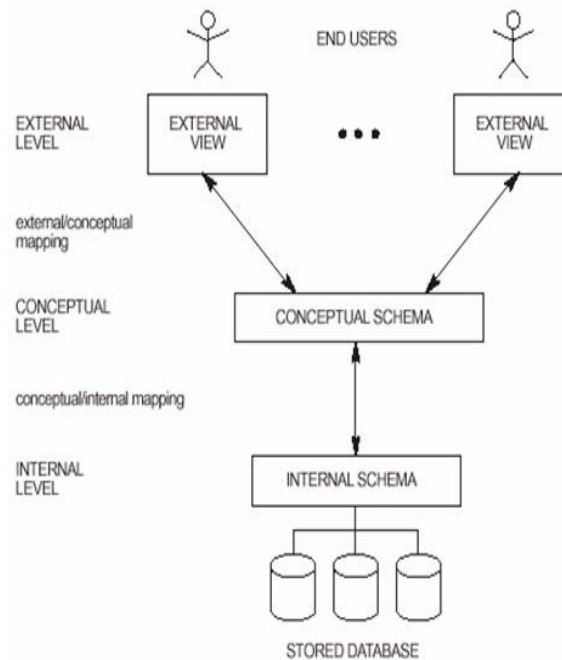 END USERS
EXTERNAL
LEVEL
EXTERNAL
VIEW
EXTERNAL
VIEW
external/conceptual
mapping
CONCEPTUAL
LEVEL
CONCEPTUAL SCHEMA
conceptual/internal mapping
INTERNAL
LEVEL
INTERNAL SCHEMA
STORED DATABASE